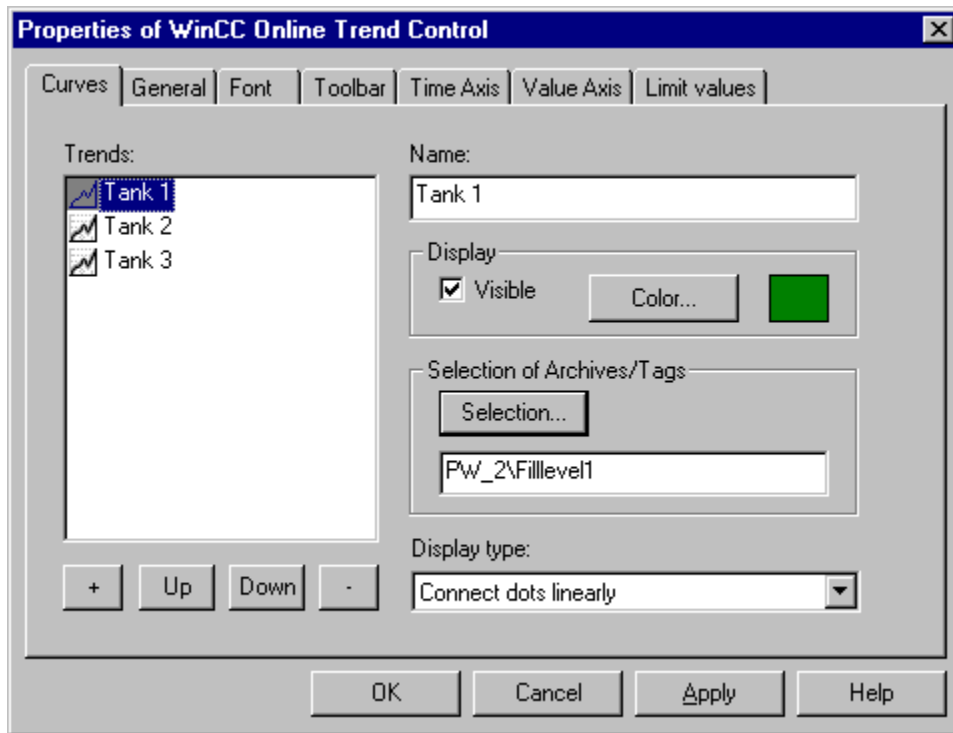 Properties of WinCC Online Trend Control
Curves General Font Toolbar Time Axis Value Axis Limit values
Trends:
Tank 1
Tank 2
Tank 3
+ Up Down -
Name:
Tank 1
Display
Visible Color...
Selection of Archives/Tags
Selection...
PW_2\Filllevel1
Display type:
Connect dots linearly
OK Cancel Apply Help